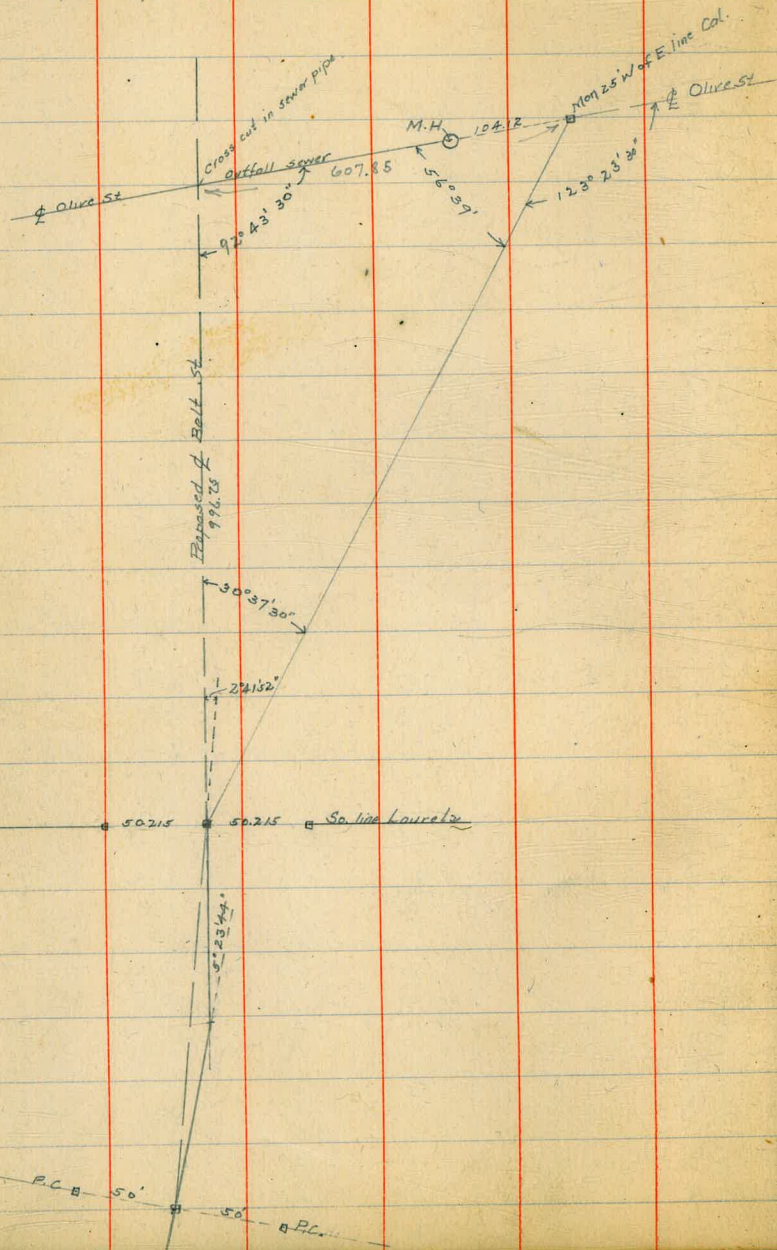 Mon 25' W of E. line Col.
℄ Olive St
Cross cut in sewer pipe
M.H.
104.12
outfall sewer
607.85
℄ Olive St
92° 43' 30"
56° 39'
123° 23' 30"
Proposed ℄ Bolt St
996.75
30° 37' 30"
2° 41' 52"
50.215
50.215
So. line Laurel
5° 23' 44"
P.C.
50'
50'
P.C.